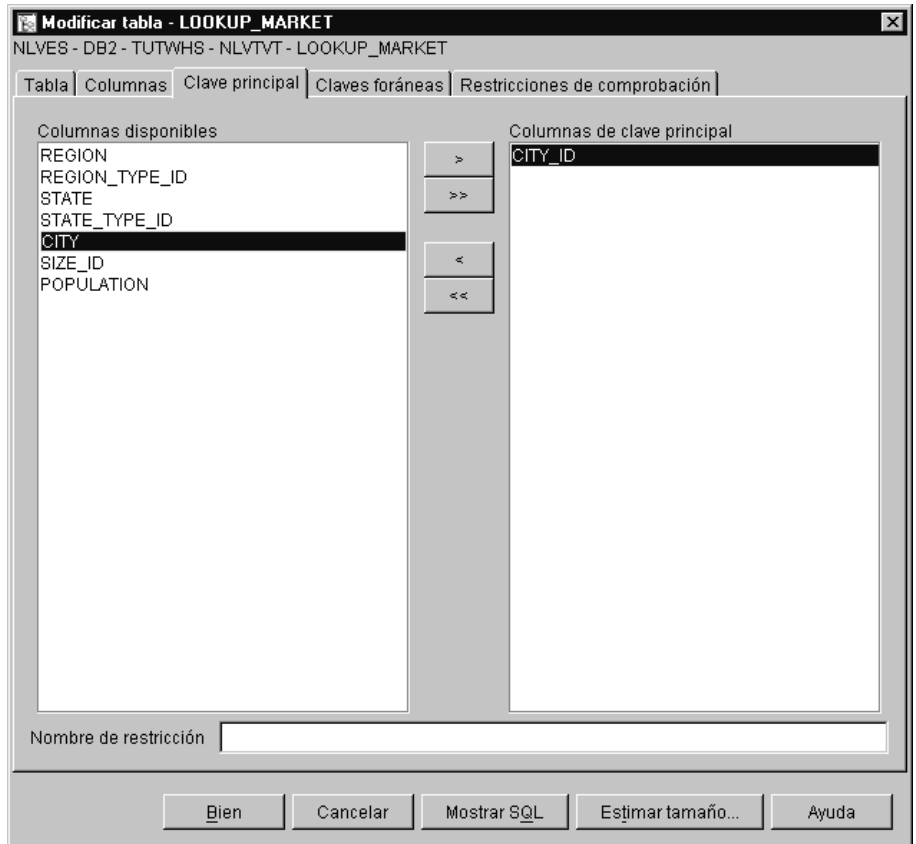 Modificar tabla - LOOKUP_MARKET
NLVES - DB2 - TUTWHS - NLVTVT - LOOKUP_MARKET
Tabla Columnas Clave principal Claves foráneas Restricciones de comprobación
Columnas disponibles
REGION
REGION_TYPE_ID
STATE
STATE_TYPE_ID
CITY
SIZE_ID
POPULATION
>
>>
<
<<
Columnas de clave principal
CITY_ID
Nombre de restricción
Bien Cancelar Mostrar SQL Estimar tamaño... Ayuda